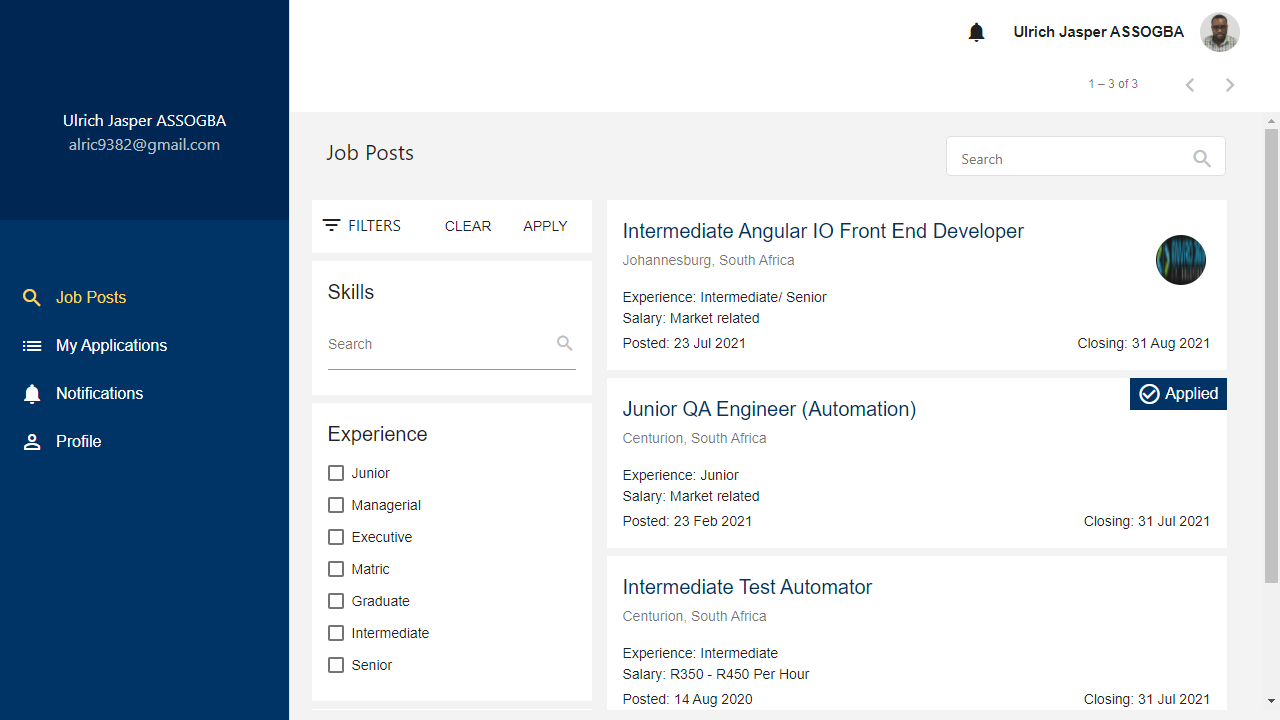 Ulrich Jasper ASSOGBA
1 – 3 of 3
Ulrich Jasper ASSOGBA
alric9382@gmail.com
Job Posts
My Applications
Notifications
Profile
Job Posts
Search
FILTERS CLEAR APPLY
Skills
Search
Experience
Junior
Managerial
Executive
Matric
Graduate
Intermediate
Senior
Intermediate Angular IO Front End Developer
Johannesburg, South Africa
Experience: Intermediate/ Senior
Salary: Market related
Posted: 23 Jul 2021 Closing: 31 Aug 2021
Applied
Junior QA Engineer (Automation)
Centurion, South Africa
Experience: Junior
Salary: Market related
Posted: 23 Feb 2021 Closing: 31 Jul 2021
Intermediate Test Automator
Centurion, South Africa
Experience: Intermediate
Salary: R350 - R450 Per Hour
Posted: 14 Aug 2020 Closing: 31 Jul 2021